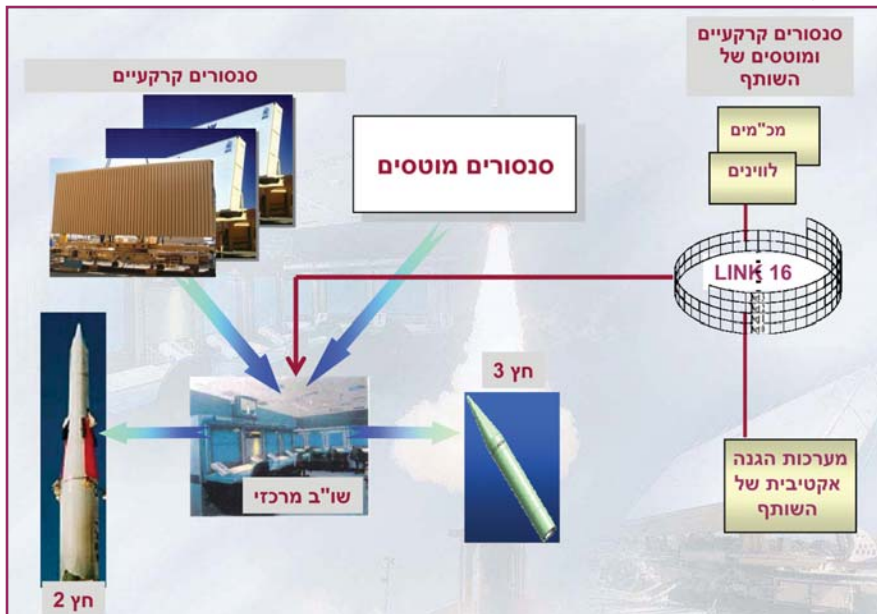 סנסורים קרקעיים
סנסורים מוטסים
סנסורים קרקעיים
ומוטסים של
השותף
מכ"מים
לווינים
LINK 16
חץ 3
שו"ב מרכזי
מערכות הגנה
אקטיבית של
השותף
חץ 2